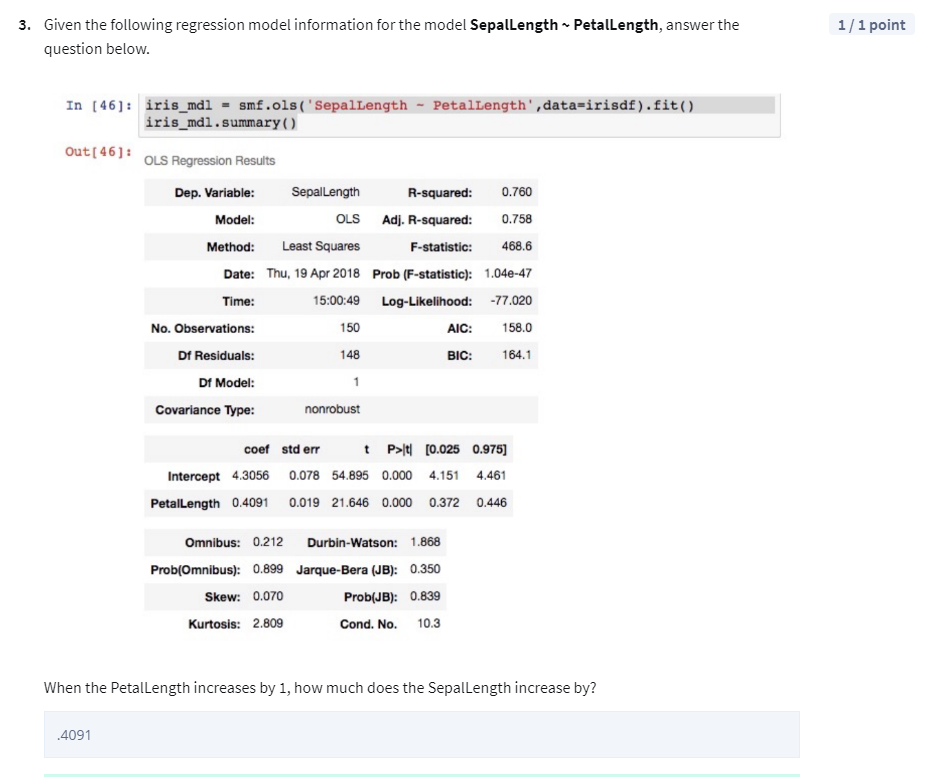 3. Given the following regression model information for the model SepalLength ~ PetalLength, answer the 1 / 1 point
question below.
In [46]: iris_mdl = smf.ols('SepalLength ~ PetalLength',data=irisdf).fit()
iris_mdl.summary()
Out[46]: OLS Regression Results
Dep. Variable: SepalLength R-squared: 0.760
Model: OLS Adj. R-squared: 0.758
Method: Least Squares F-statistic: 468.6
Date: Thu, 19 Apr 2018 Prob (F-statistic): 1.04e-47
Time: 15:00:49 Log-Likelihood: -77.020
No. Observations: 150 AIC: 158.0
Df Residuals: 148 BIC: 164.1
Df Model: 1
Covariance Type: nonrobust
coef std err t P>|t| [0.025 0.975]
Intercept 4.3056 0.078 54.895 0.000 4.151 4.461
PetalLength 0.4091 0.019 21.646 0.000 0.372 0.446
Omnibus: 0.212 Durbin-Watson: 1.868
Prob(Omnibus): 0.899 Jarque-Bera (JB): 0.350
Skew: 0.070 Prob(JB): 0.839
Kurtosis: 2.809 Cond. No. 10.3
When the PetalLength increases by 1, how much does the SepalLength increase by?
.4091